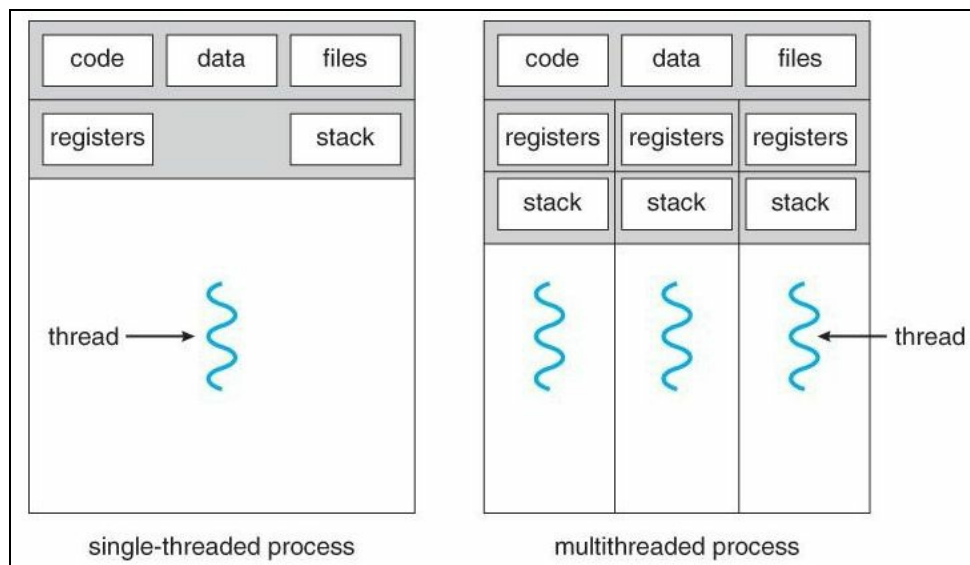 code data files
registers stack
thread
single-threaded process
code data files
registers registers registers
stack stack stack
thread
multithreaded process